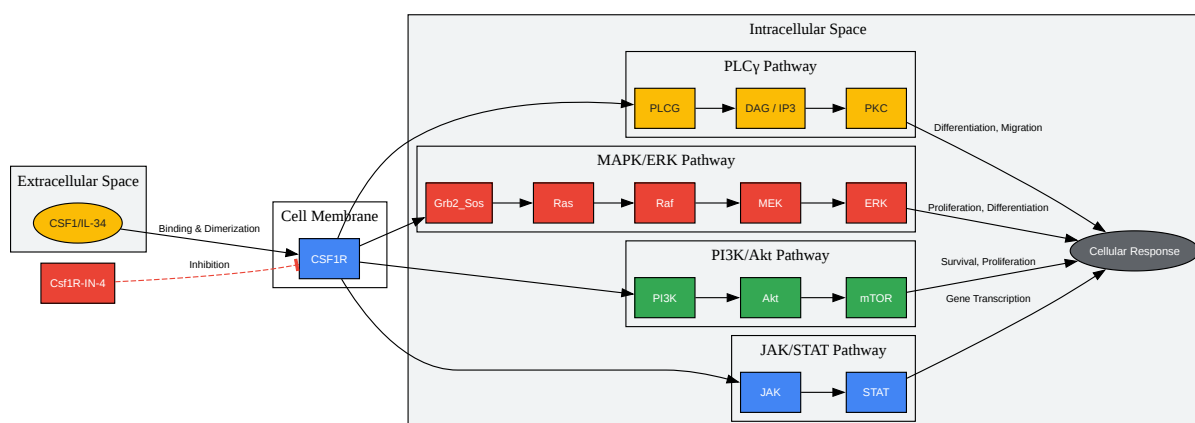 Intracellular Space
PLCγ Pathway
PLCG
DAG / IP3
PKC
Differentiation, Migration
MAPK/ERK Pathway
Grb2_Sos
Ras
Raf
MEK
ERK
Proliferation, Differentiation
Extracellular Space
CSF1/IL-34
Binding & Dimerization
Cell Membrane
CSF1R
Csf1R-IN-4
Inhibition
PI3K/Akt Pathway
PI3K
Akt
mTOR
Survival, Proliferation
Cellular Response
Gene Transcription
JAK/STAT Pathway
JAK
STAT